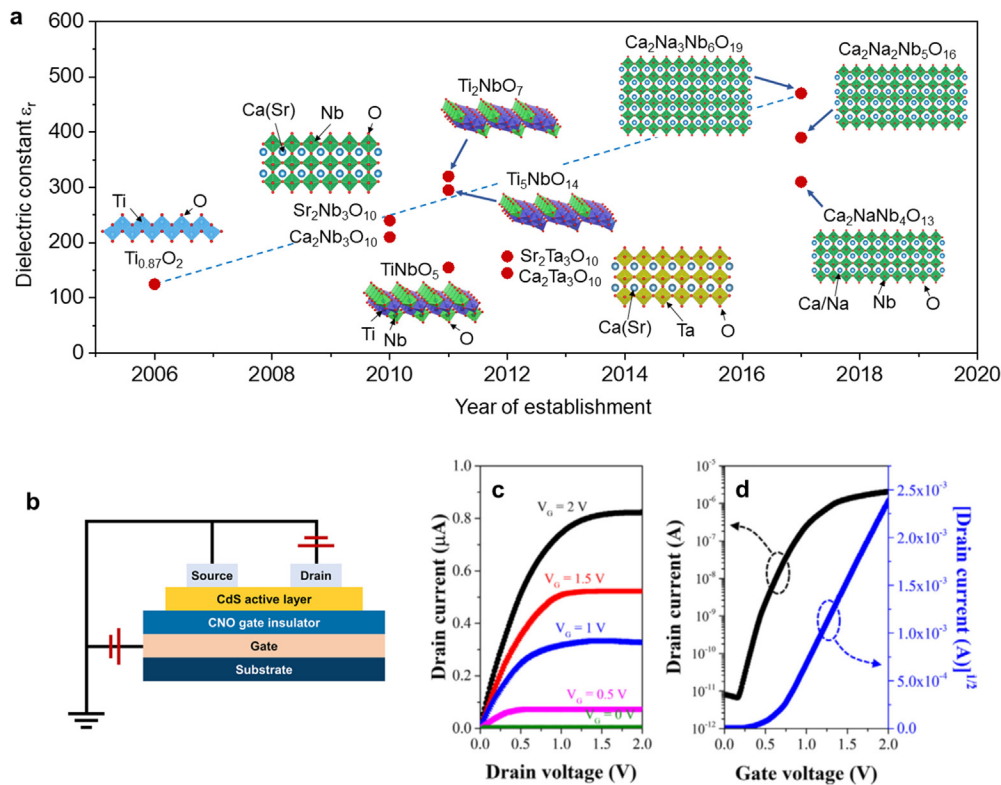 a
600
500
400
300
200
100
0
Dielectric constant εᵣ
2006
2008
2010
2012
2014
2016
2018
2020
Year of establishment
Ti
O
Ti₀.₈₇O₂
Ca(Sr)
Nb
O
Sr₂Nb₃O₁₀
Ca₂Nb₃O₁₀
Ti₂NbO₇
Ti₅NbO₁₄
TiNbO₅
Ti
Nb
O
Sr₂Ta₃O₁₀
Ca₂Ta₃O₁₀
Ca(Sr)
Ta
O
Ca₂Na₃Nb₆O₁₉
Ca₂Na₂Nb₅O₁₆
Ca₂NaNb₄O₁₃
Ca/Na
Nb
O
b
Source
Drain
CdS active layer
CNO gate insulator
Gate
Substrate
c
1.0
0.8
0.6
0.4
0.2
0.0
Drain current (μA)
V_G = 2 V
V_G = 1.5 V
V_G = 1 V
V_G = 0.5 V
V_G = 0 V
0.0 0.5 1.0 1.5 2.0
Drain voltage (V)
d
10⁻⁵
10⁻⁶
10⁻⁷
10⁻⁸
10⁻⁹
10⁻¹⁰
10⁻¹¹
10⁻¹²
Drain current (A)
0.0 0.5 1.0 1.5 2.0
Gate voltage (V)
2.5x10⁻³
2.0x10⁻³
1.5x10⁻³
1.0x10⁻³
5.0x10⁻⁴
0.0
[Drain current (A)]^1/2